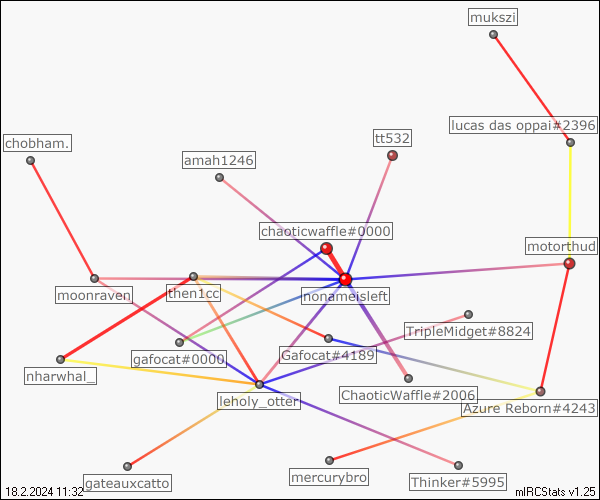 mukszi
lucas das oppai#2396
tt532
chobham.
amah1246
chaoticwaffle#0000
motorthud
moonraven
then1cc
nonameisleft
TripleMidget#8824
gafocat#0000
Gafocat#4189
nharwhal_
ChaoticWaffle#2006
leholy_otter
Azure Reborn#4243
gateauxcatto
mercurybro
Thinker#5995
18.2.2024 11:32
mIRCStats v1.25